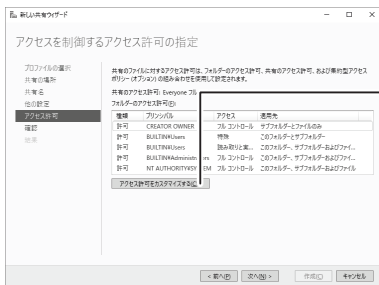 新しい共有ウィザード
アクセスを制御するアクセス許可の指定
プロファイルの選択
共有の場所
共有名
他の設定
アクセス許可
確認
結果
共有のファイルに対するアクセス許可は、フォルダーのアクセス許可、共有のアクセス許可、および集約型アクセス
ポリシー (オプション) の組み合わせを使用して設定されます。
共有のアクセス許可: Everyone フル
フォルダーのアクセス許可(P):
種類 プリンシパル アクセス 適用先
許可 CREATOR OWNER フル コントロール サブフォルダーとファイルのみ
許可 BUILTIN¥Users 特殊 このフォルダーとサブフォルダー
許可 BUILTIN¥Users 読み取りと実... このフォルダー、サブフォルダーおよびファイ...
許可 BUILTIN¥Administrators フル コントロール このフォルダー、サブフォルダーおよびファイ...
許可 NT AUTHORITY¥SYSTEM フル コントロール このフォルダー、サブフォルダーおよびファイル
アクセス許可をカスタマイズする(C)
< 前へ(P) 次へ(N) > 作成(C) キャンセル